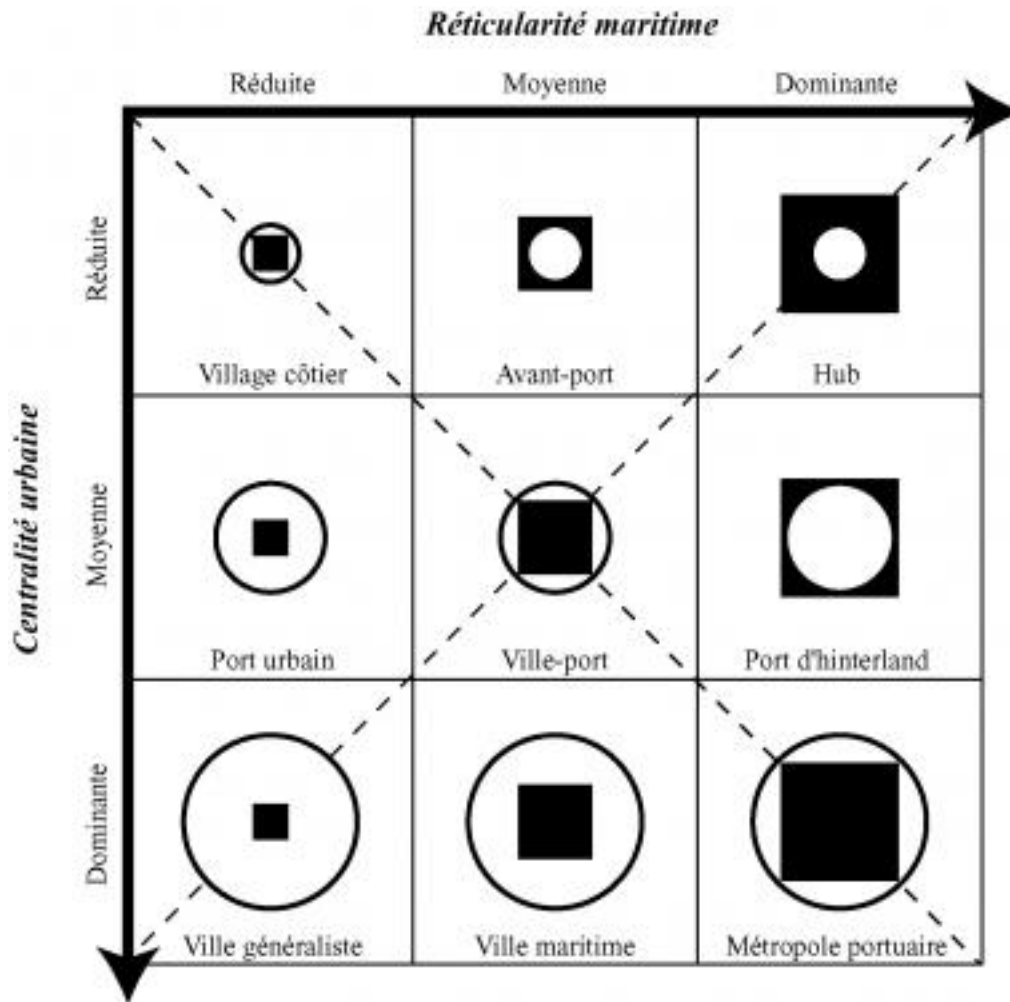 Réticularité maritime
Réduite Moyenne Dominante
Centralité urbaine
Réduite
Village côtier Avant-port Hub
Moyenne
Port urbain Ville-port Port d'hinterland
Dominante
Ville généraliste Ville maritime Métropole portuaire